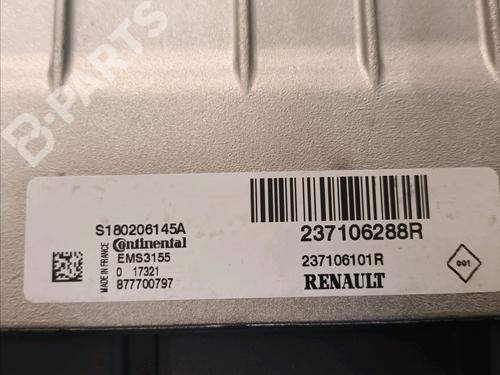 B-PARTS
S180206145A
Continental
EMS3155
0 17321
877700797
MADE IN FRANCE
237106288R
237106101R
RENAULT
001